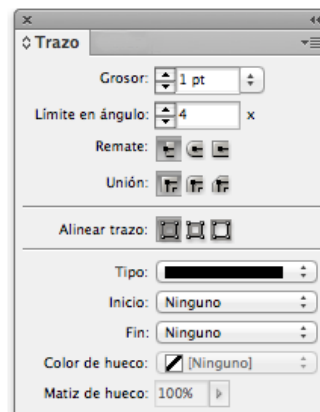 Trazo
Grosor: 1 pt
Límite en ángulo: 4 x
Remate:
Unión:
Alinear trazo:
Tipo:
Inicio: Ninguno
Fin: Ninguno
Color de hueco: [Ninguno]
Matiz de hueco: 100%